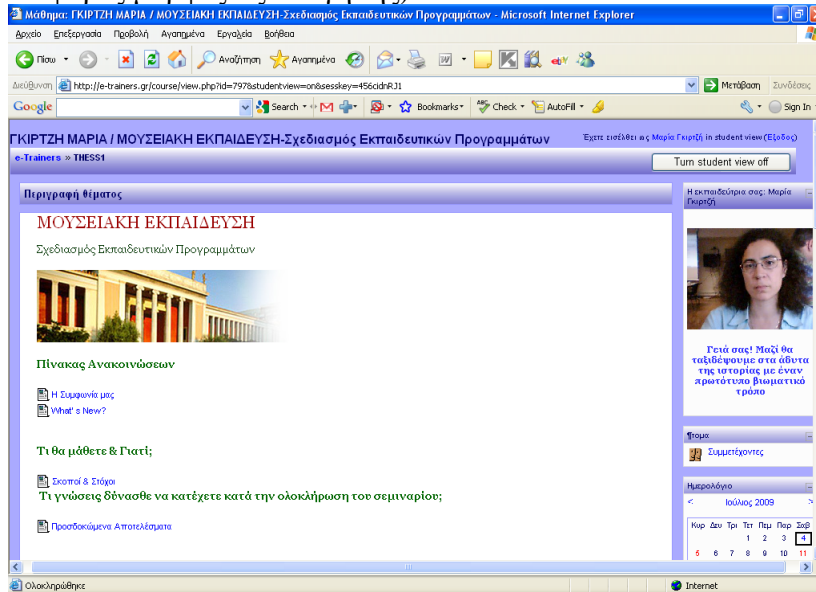 Μάθημα: ΓΚΙΡΤΖΗ ΜΑΡΙΑ / ΜΟΥΣΕΙΑΚΗ ΕΚΠΑΙΔΕΥΣΗ-Σχεδιασμός Εκπαιδευτικών Προγραμμάτων - Microsoft Internet Explorer
Αρχείο Επεξεργασία Προβολή Αγαπημένα Εργαλεία Βοήθεια
Πίσω Αναζήτηση Αγαπημένα
Διεύθυνση http://e-trainers.gr/course/view.php?id=797&studentview=on&sesskey=456cidnRJ1 Μετάβαση Συνδέσεις
Google Search Bookmarks Check AutoFill Sign In
ΓΚΙΡΤΖΗ ΜΑΡΙΑ / ΜΟΥΣΕΙΑΚΗ ΕΚΠΑΙΔΕΥΣΗ-Σχεδιασμός Εκπαιδευτικών Προγραμμάτων Έχετε εισέλθει ως Μαρία Γκιρτζή in student view (Έξοδος)
e-Trainers » THESS1 Turn student view off
Περιγραφή θέματος
ΜΟΥΣΕΙΑΚΗ ΕΚΠΑΙΔΕΥΣΗ
Σχεδιασμός Εκπαιδευτικών Προγραμμάτων
Πίνακας Ανακοινώσεων
Η Συμφωνία μας
What's New?
Τι θα μάθετε & Γιατί;
Σκοποί & Στόχοι
Τι γνώσεις δύνασθε να κατέχετε κατά την ολοκλήρωση του σεμιναρίου;
Προσδοκώμενα Αποτελέσματα
Η εκπαιδεύτρια σας: Μαρία
Γκιρτζή
Γειά σας! Μαζί θα
ταξιδέψουμε στα άδυτα
της ιστορίας με έναν
πρωτότυπο βιωματικό
τρόπο
¶τομα
Συμμετέχοντες
Ημερολόγιο
< Ιούλιος 2009 >
Κυρ Δευ Τρι Τετ Πεμ Παρ Σαβ
1 2 3 4
5 6 7 8 9 10 11
Ολοκληρώθηκε Internet